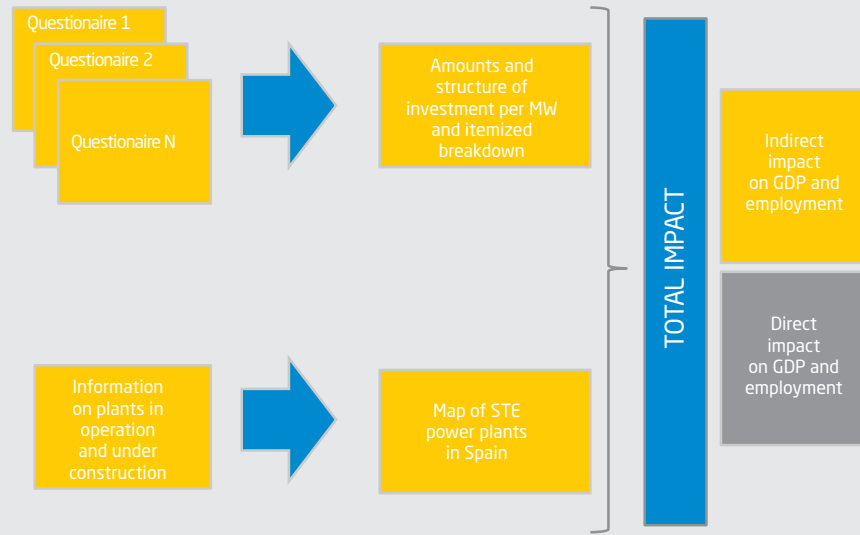 Questionaire 1
Questionaire 2
Questionaire N
Amounts and
structure of
investment per MW
and itemized
breakdown
Information
on plants in
operation
and under
construction
Map of STE
power plants
in Spain
TOTAL IMPACT
Indirect
impact
on GDP and
employment
Direct
impact
on GDP and
employment